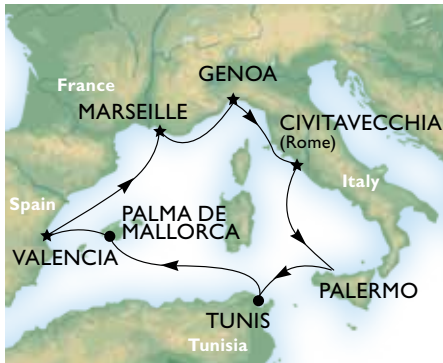 France
GENOA
MARSEILLE
CIVITAVECCHIA
(Rome)
Italy
Spain
PALMA DE
MALLORCA
VALENCIA
PALERMO
TUNIS
Tunisia